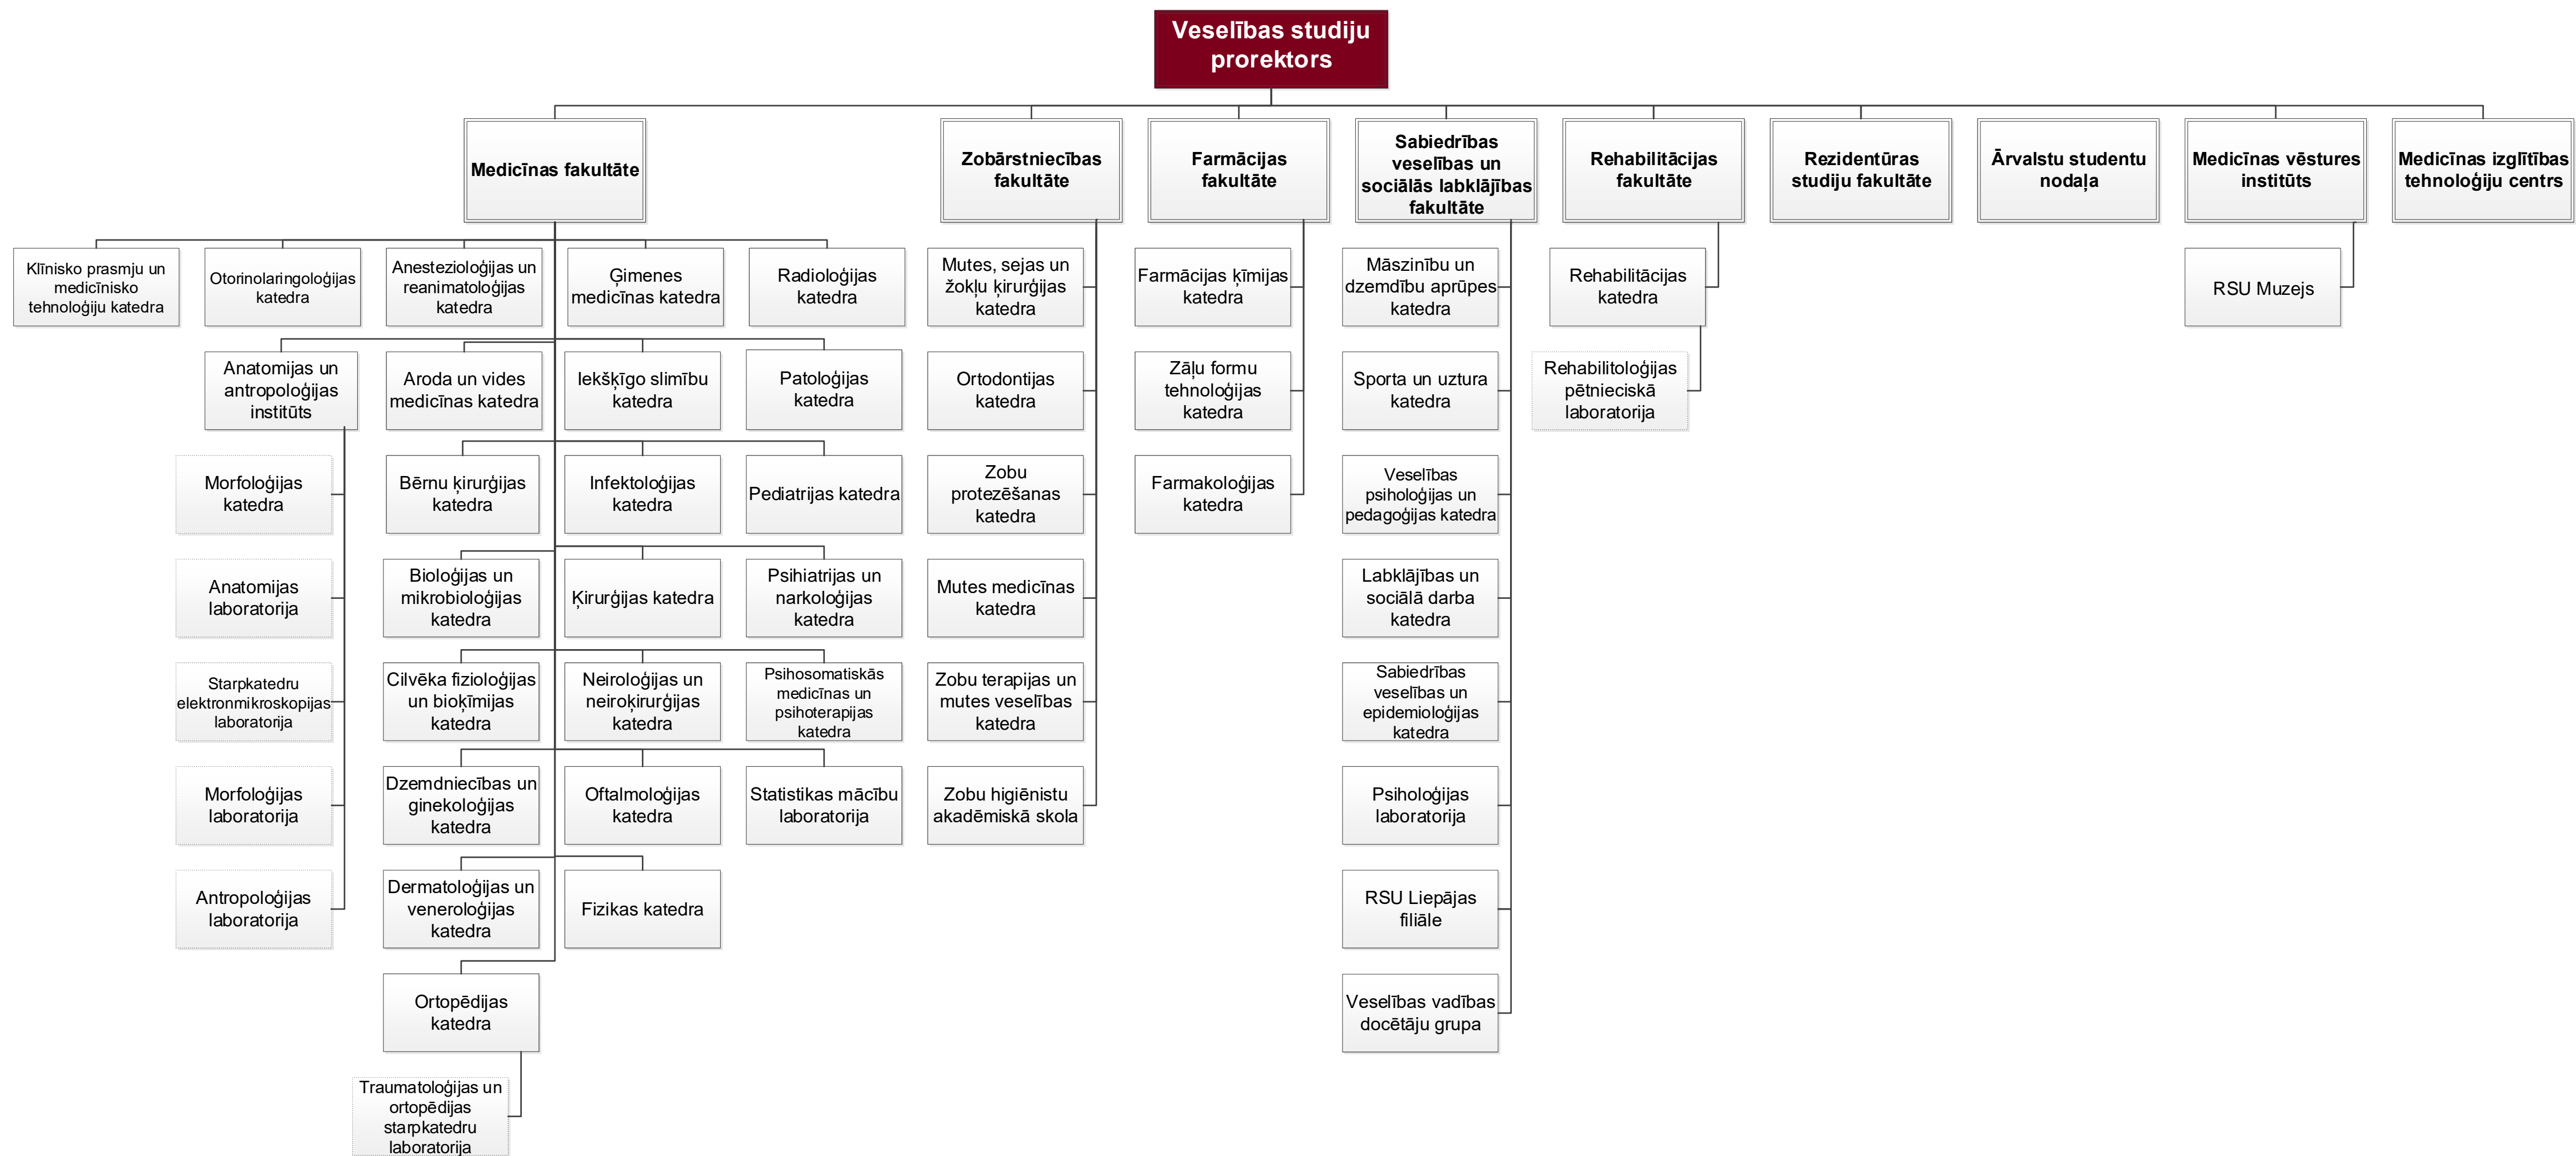 Veselības studiju
prorektors
Medicīnas fakultāte
Zobārstniecības
fakultāte
Farmācijas
fakultāte
Sabiedrības
veselības un
sociālās labklājības
fakultāte
Rehabilitācijas
fakultāte
Rezidentūras
studiju fakultāte
Ārvalstu studentu
nodaļa
Medicīnas vēstures
institūts
Medicīnas izglītības
tehnoloģiju centrs
Klīnisko prasmju un
medicīnisko
tehnoloģiju katedra
Otorinolaringoloģijas
katedra
Anestezioloģijas un
reanimatoloģijas
katedra
Ģimenes
medicīnas katedra
Radioloģijas
katedra
Mutes, sejas un
žokļu ķirurģijas
katedra
Farmācijas ķīmijas
katedra
Māszinību un
dzemdību aprūpes
katedra
Rehabilitācijas
katedra
RSU Muzejs
Anatomijas un
antropoloģijas
institūts
Aroda un vides
medicīnas katedra
Iekšķīgo slimību
katedra
Patoloģijas
katedra
Ortodontijas
katedra
Zāļu formu
tehnoloģijas
katedra
Sporta un uztura
katedra
Rehabilitoloģijas
pētnieciskā
laboratorija
Morfoloģijas
katedra
Bērnu ķirurģijas
katedra
Infektoloģijas
katedra
Pediatrijas katedra
Zobu
protezēšanas
katedra
Farmakoloģijas
katedra
Veselības
psiholoģijas un
pedagoģijas katedra
Anatomijas
laboratorija
Bioloģijas un
mikrobioloģijas
katedra
Ķirurģijas katedra
Psihiatrijas un
narkoloģijas
katedra
Mutes medicīnas
katedra
Labklājības un
sociālā darba
katedra
Starpkatedru
elektronmikroskopijas
laboratorija
Cilvēka fizioloģijas
un bioķīmijas
katedra
Neiroloģijas un
neiroķirurģijas
katedra
Psihosomatiskās
medicīnas un
psihoterapijas
katedra
Zobu terapijas un
mutes veselības
katedra
Sabiedrības
veselības un
epidemioloģijas
katedra
Morfoloģijas
laboratorija
Dzemdniecības un
ginekoloģijas
katedra
Oftalmoloģijas
katedra
Statistikas mācību
laboratorija
Zobu higiēnistu
akadēmiskā skola
Psiholoģijas
laboratorija
Antropoloģijas
laboratorija
Dermatoloģijas un
veneroloģijas
katedra
Fizikas katedra
RSU Liepājas
filiāle
Ortopēdijas
katedra
Veselības vadības
docētāju grupa
Traumatoloģijas un
ortopēdijas
starpkatedru
laboratorija